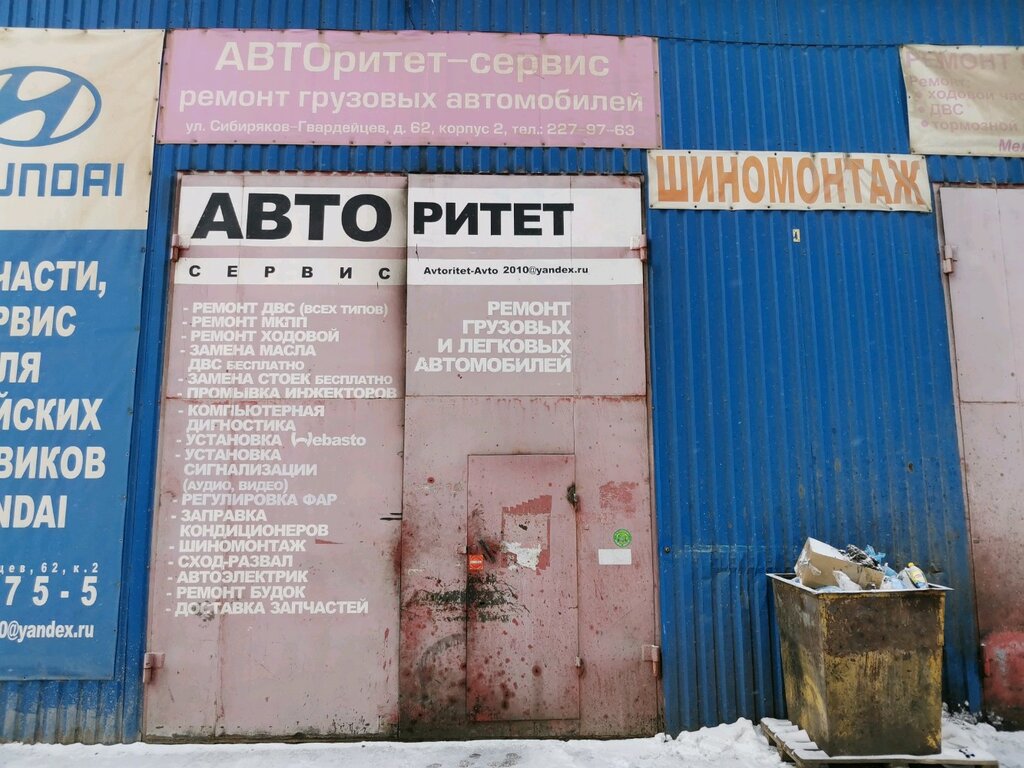 HYUNDAI
ЧАСТИ,
РВИС
ЛЯ
ЙСКИХ
ВИКОВ
NDAI
цев, 62, к.2
75-5
0@yandex.ru
АВТОритет-сервис
ремонт грузовых автомобилей
ул. Сибиряков-Гвардейцев, д. 62, корпус 2, тел.: 227-97-63
АВТОРИТЕТ
СЕРВИС
Avtoritet-Avto 2010@yandex.ru
- РЕМОНТ ДВС (ВСЕХ ТИПОВ)
- РЕМОНТ МКПП
- РЕМОНТ ХОДОВОЙ
- ЗАМЕНА МАСЛА
ДВС БЕСПЛАТНО
- ЗАМЕНА СТОЕК БЕСПЛАТНО
- ПРОМЫВКА ИНЖЕКТОРОВ
- КОМПЬЮТЕРНАЯ
ДИГНОСТИКА
- УСТАНОВКА Webasto
- УСТАНОВКА
СИГНАЛИЗАЦИИ
(АУДИО, ВИДЕО)
- РЕГУЛИРОВКА ФАР
- ЗАПРАВКА
КОНДИЦИОНЕРОВ
- ШИНОМОНТАЖ
- СХОД-РАЗВАЛ
- АВТОЭЛЕКТРИК
- РЕМОНТ БУДОК
- ДОСТАВКА ЗАПЧАСТЕЙ
РЕМОНТ
ГРУЗОВЫХ
И ЛЕГКОВЫХ
АВТОМОБИЛЕЙ
ШИНОМОНТАЖ
РЕМОНТ
Ремонт:
• ходовой час
• ДВС
• тормозной